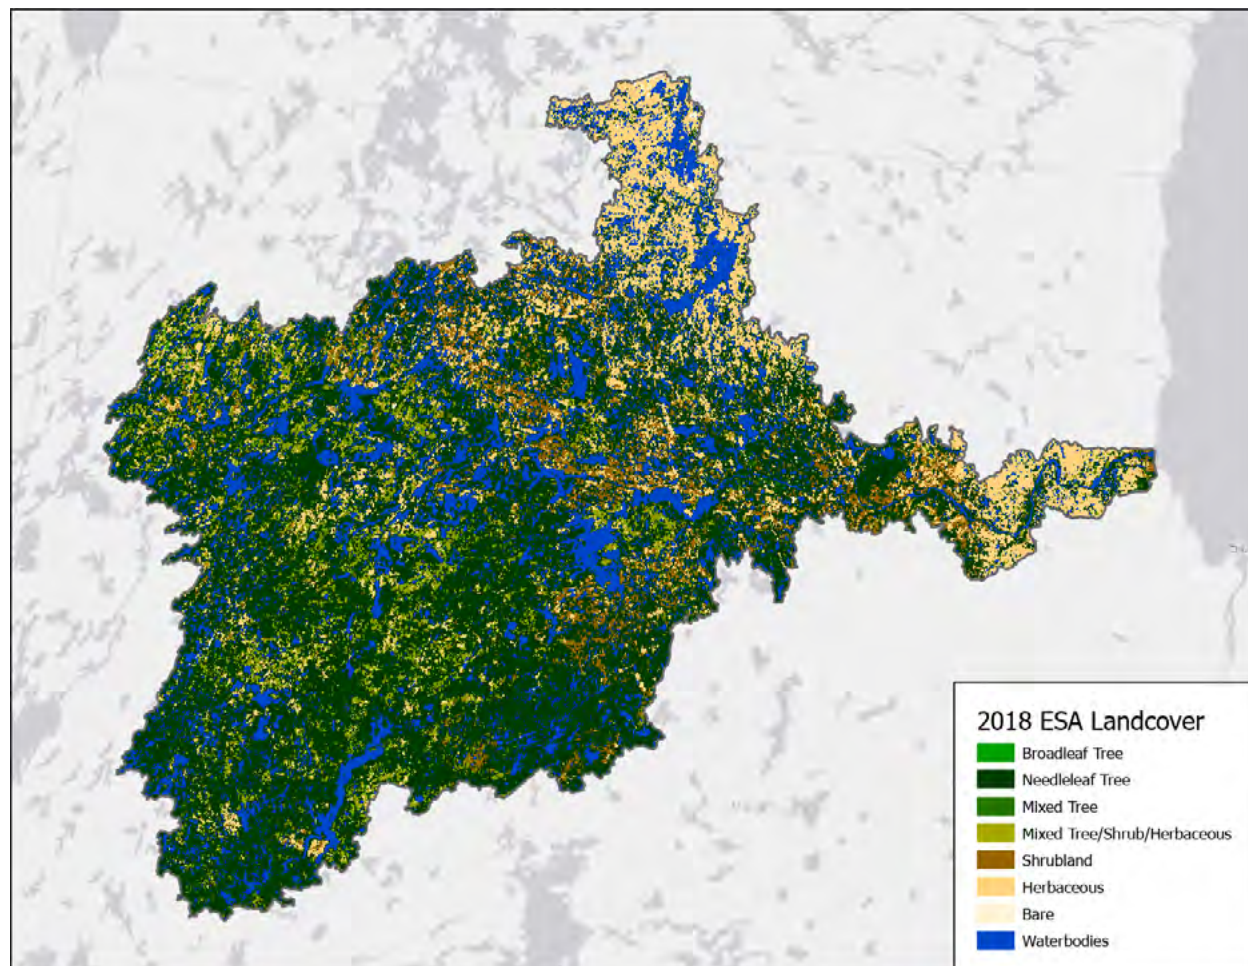 2018 ESA Landcover
Broadleaf Tree
Needleleaf Tree
Mixed Tree
Mixed Tree/Shrub/Herbaceous
Shrubland
Herbaceous
Bare
Waterbodies